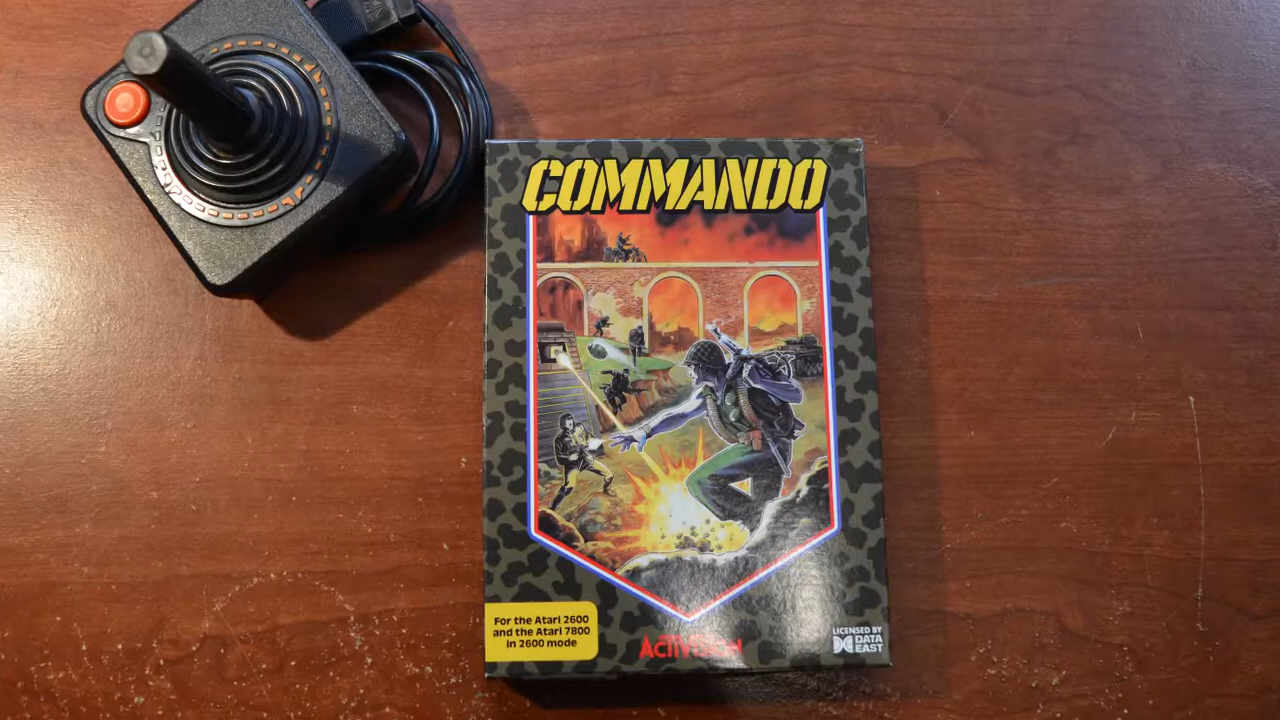 COMMANDO
For the Atari 2600
and the Atari 7800
in 2600 mode
ACTIVISION
LICENSED BY
DATA
EAST